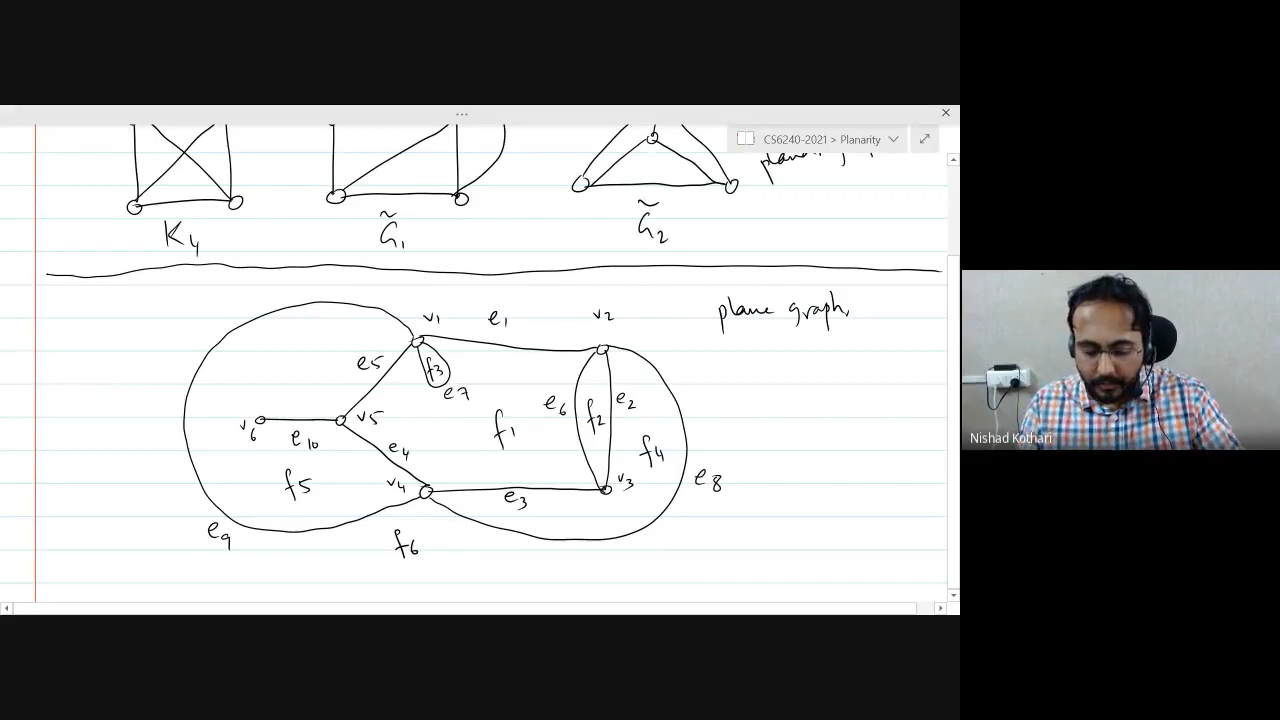 CS6240-2021 > Planarity
K4
G̃1
G̃2
plane graph,
v1 e1 v2
e5 f3 e7
v6 e10 v5 f1 e6 f2 e2 f4
e4
f5 v4 e3 v3 e8
e9 f6
Nishad Kothari